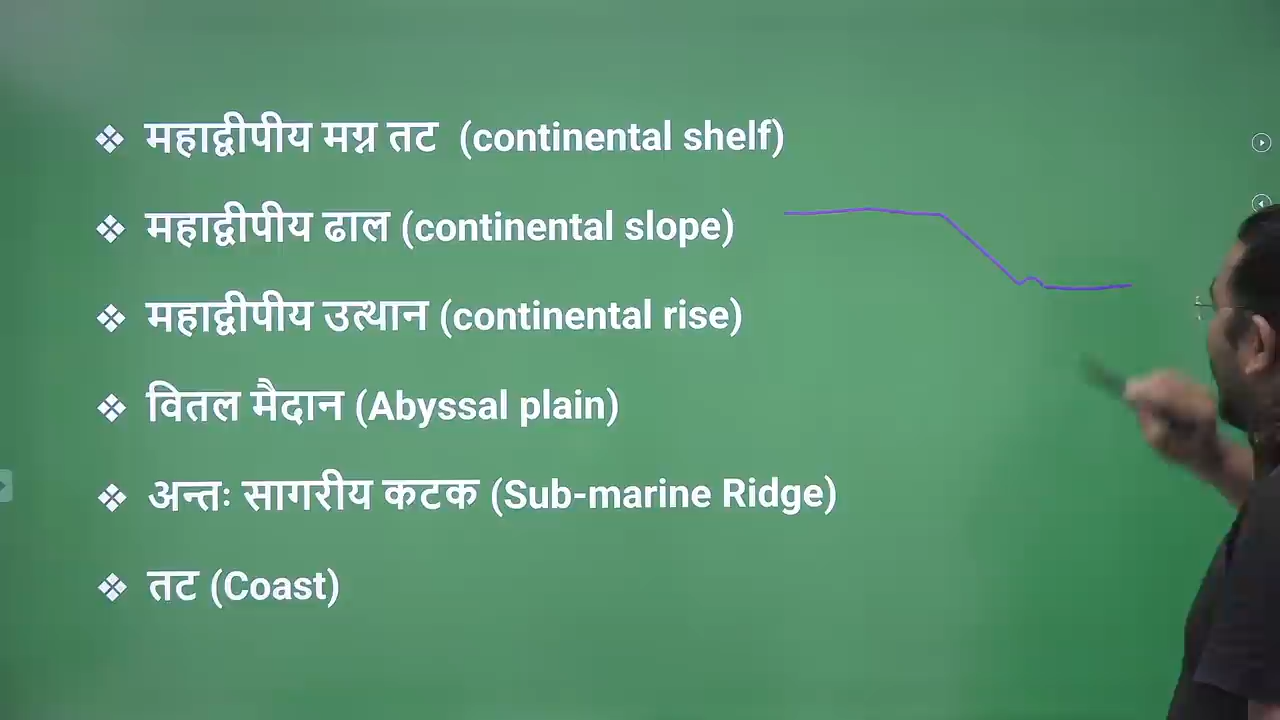 ❖ महाद्वीपीय मग्न तट (continental shelf)
❖ महाद्वीपीय ढाल (continental slope)
❖ महाद्वीपीय उत्थान (continental rise)
❖ वितल मैदान (Abyssal plain)
❖ अन्तः सागरीय कटक (Sub-marine Ridge)
❖ तट (Coast)